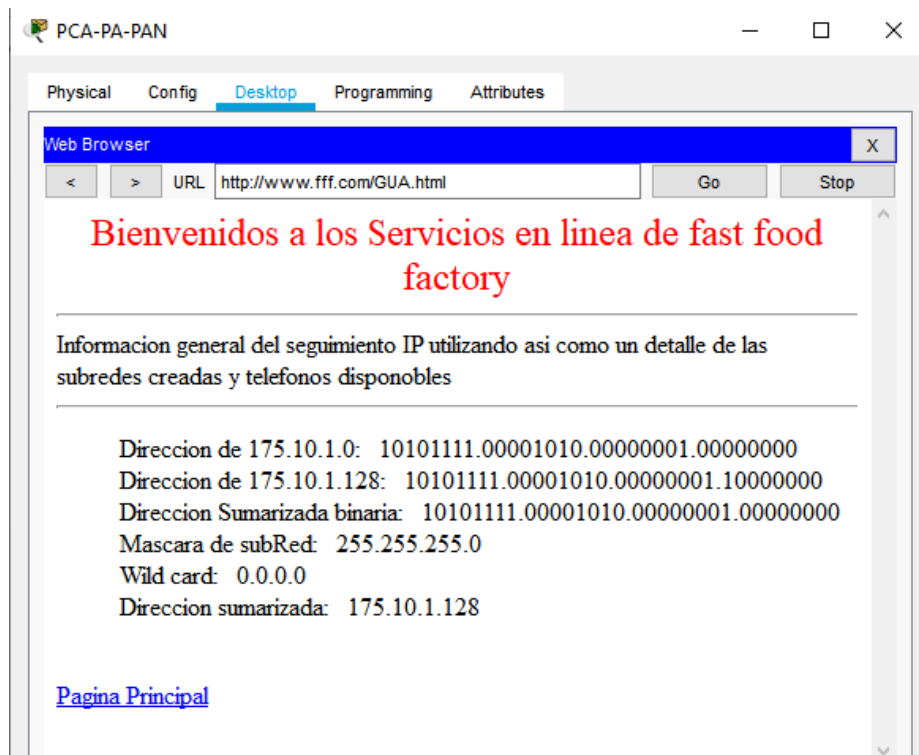 PCA-PA-PAN
Physical Config Desktop Programming Attributes
Web Browser X
< > URL http://www.fff.com/GUA.html Go Stop
Bienvenidos a los Servicios en linea de fast food
factory
Informacion general del seguimiento IP utilizando asi como un detalle de las
subredes creadas y telefonos disponobles
Direccion de 175.10.1.0: 10101111.00001010.00000001.00000000
Direccion de 175.10.1.128: 10101111.00001010.00000001.10000000
Direccion Sumarizada binaria: 10101111.00001010.00000001.00000000
Mascara de subRed: 255.255.255.0
Wild card: 0.0.0.0
Direccion sumarizada: 175.10.1.128
Pagina Principal